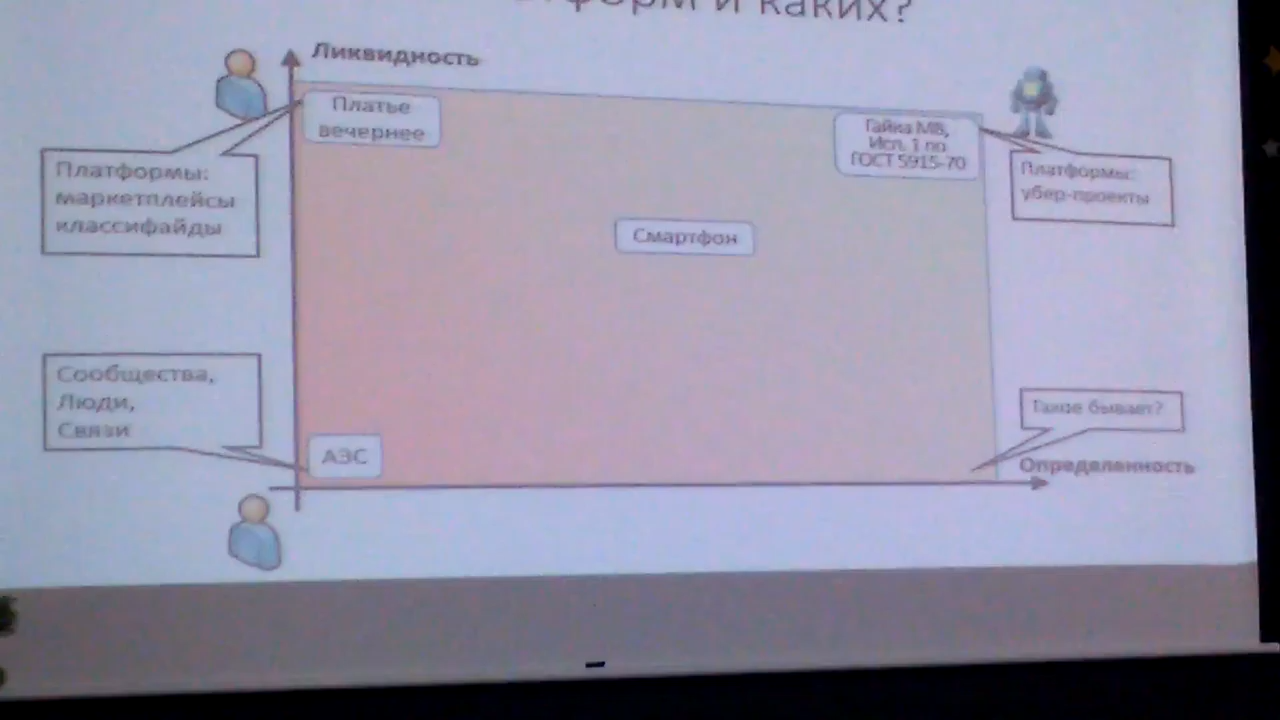 и каких?
Ликвидность
Платье
вечернее
Гайка М8,
Исп. 1 по
ГОСТ 5915-70
Платформы:
маркетплейсы
классифайды
Платформы:
убер-проекты
Смартфон
Сообщества,
Люди,
Связи
Такое бывает?
АЭС
Определенность